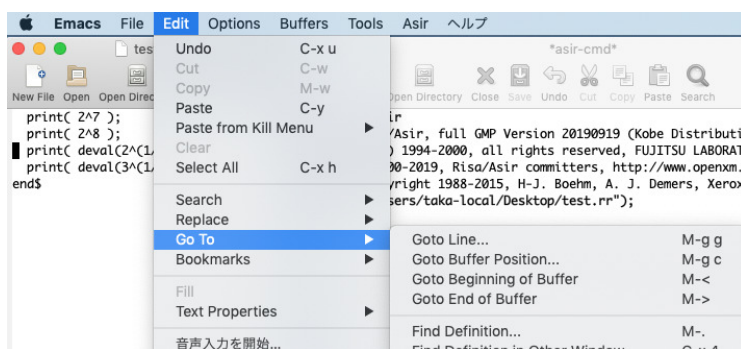 Emacs File Edit Options Buffers Tools Asir ヘルプ
tes
*asir-cmd*
New File Open Open Direc
Open Directory Close Save Undo Cut Copy Paste Search
print( 2^7 );
print( 2^8 );
print( deval(2^(1/
print( deval(3^(1/
end$
Undo C-x u
Cut C-w
Copy M-w
Paste C-y
Paste from Kill Menu
Clear
Select All C-x h
Search
Replace
Go To
Bookmarks
Fill
Text Properties
音声入力を開始...
ir
/Asir, full GMP Version 20190919 (Kobe Distributi
) 1994-2000, all rights reserved, FUJITSU LABORAT
00-2019, Risa/Asir committers, http://www.openxm.
yright 1988-2015, H-J. Boehm, A. J. Demers, Xerox
sers/taka-local/Desktop/test.rr");
Goto Line... M-g g
Goto Buffer Position... M-g c
Goto Beginning of Buffer M-<
Goto End of Buffer M->
Find Definition... M-.
Find Definition in Other Window